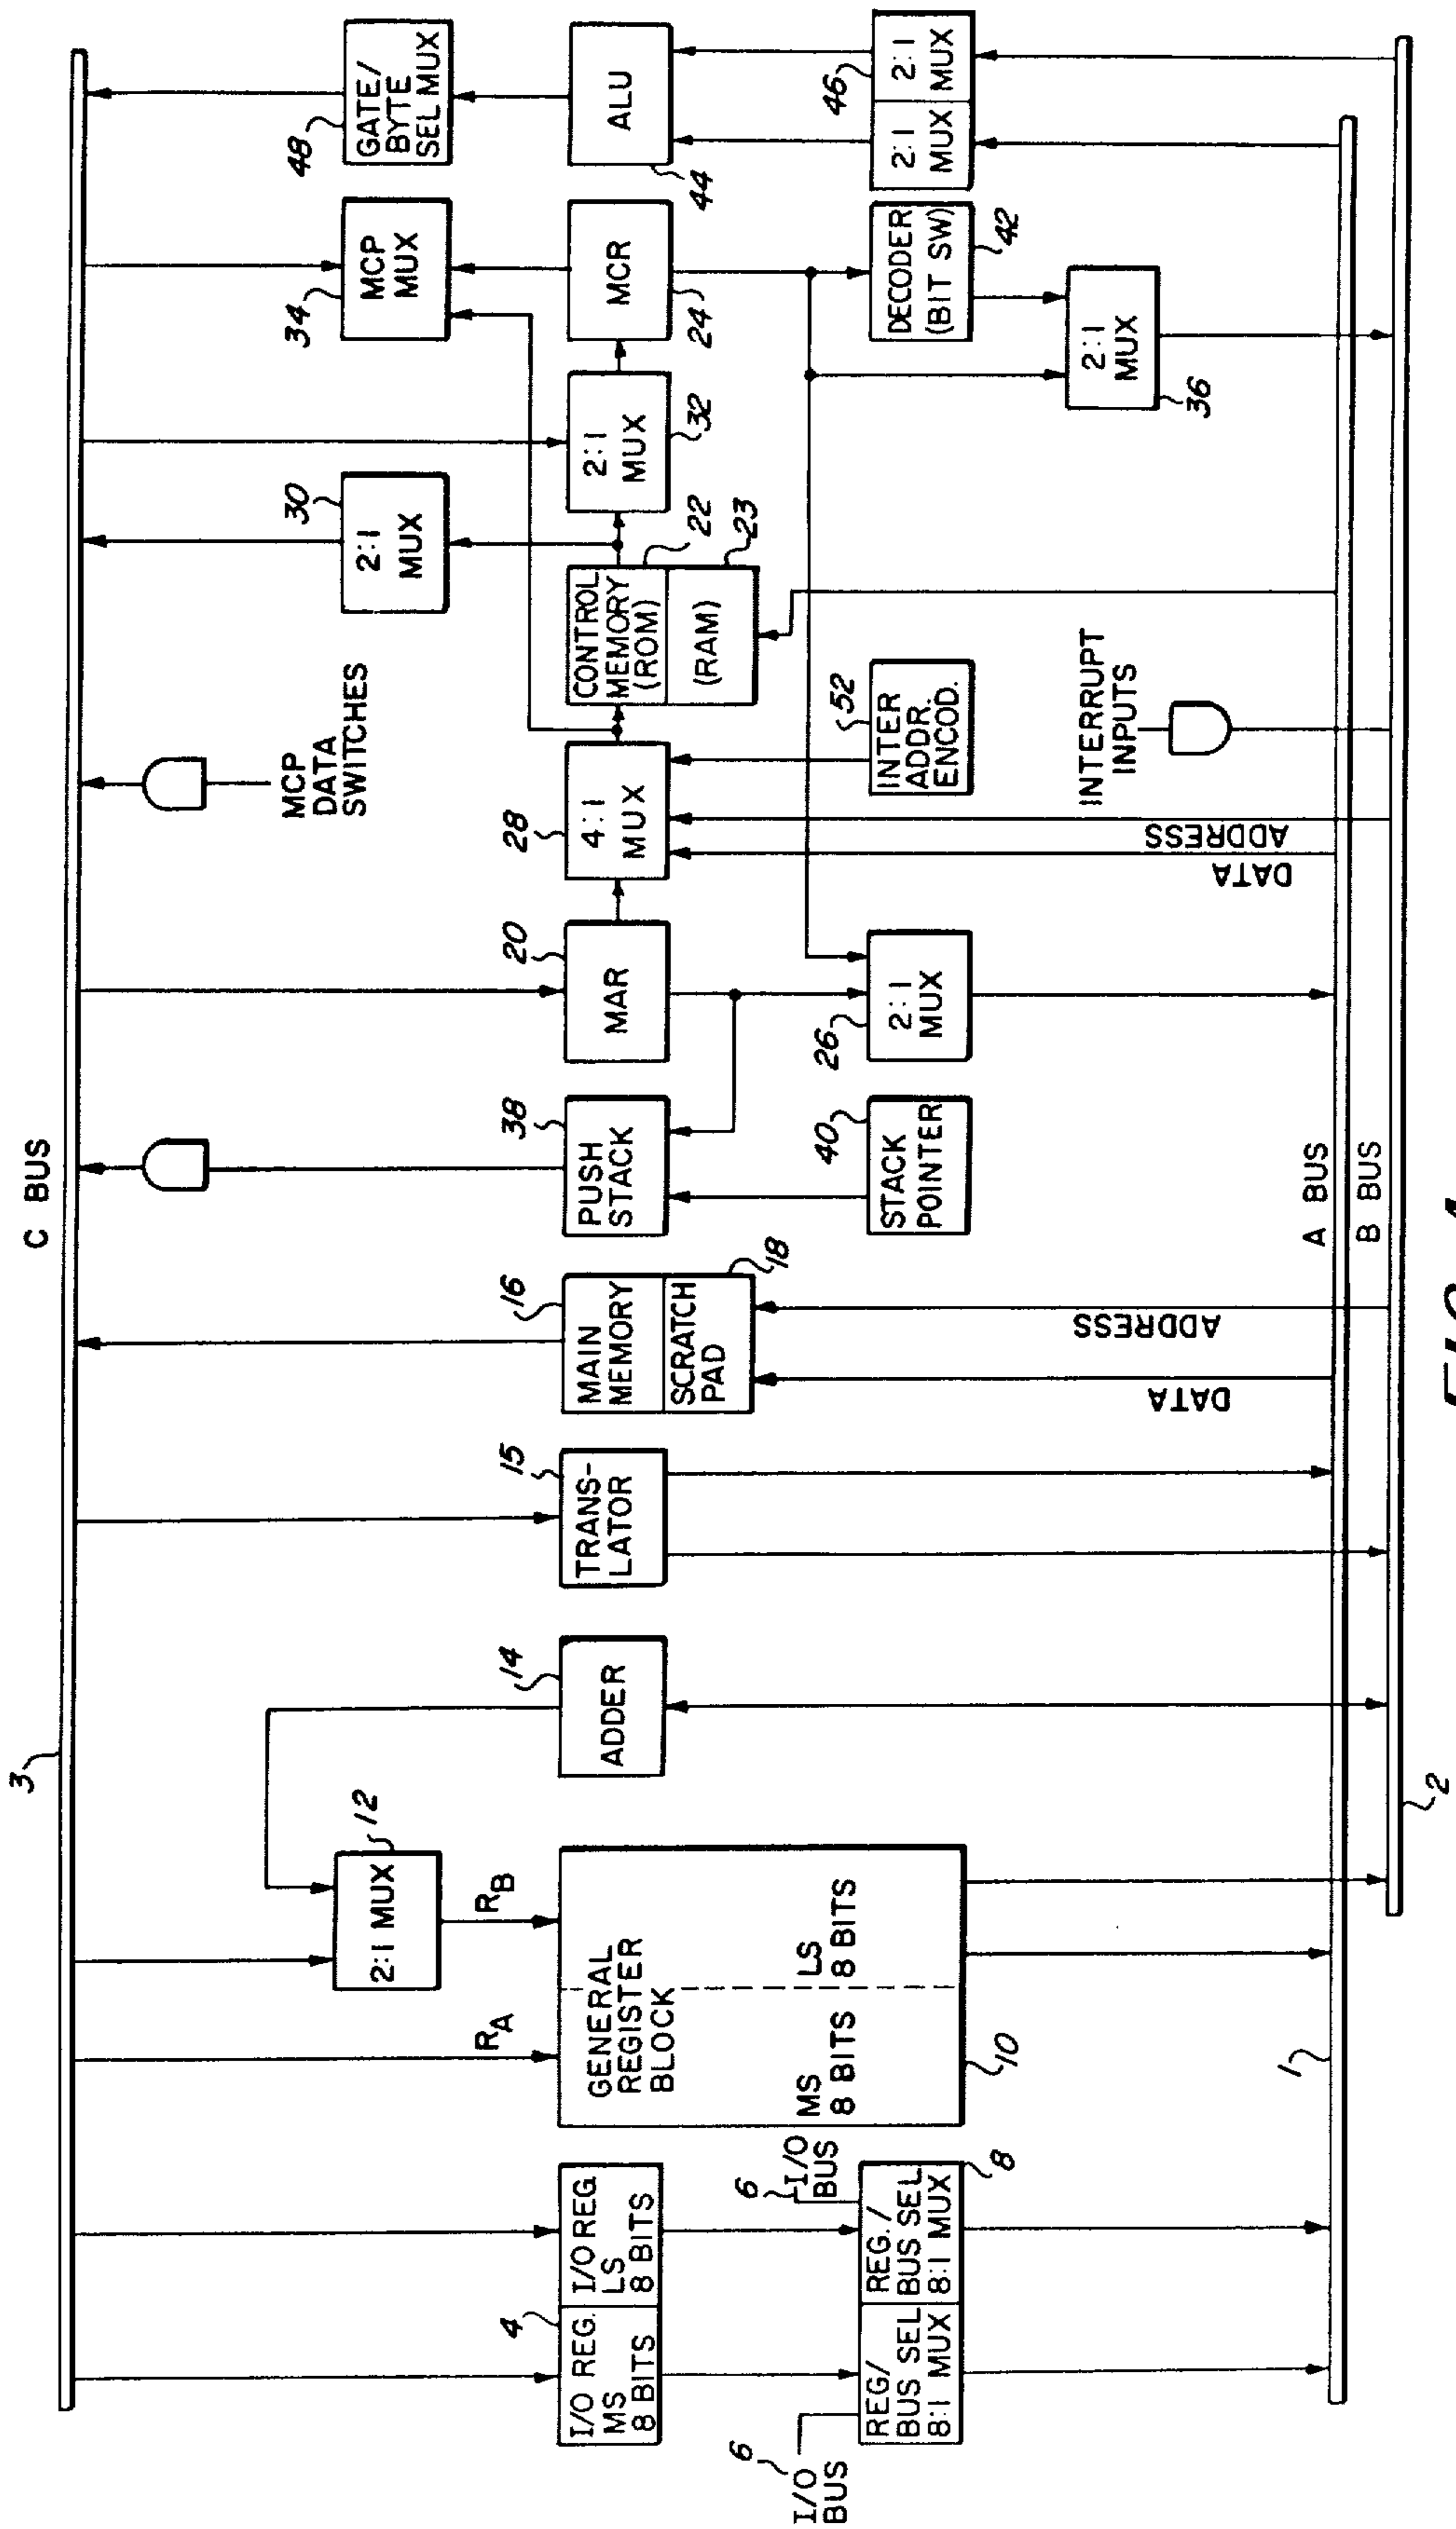 C BUS
3
R_A
2:1 MUX
12
R_B
14
ADDER
15
TRANS-
LATOR
16
MAIN
MEMORY
SCRATCH
PAD
18
38
PUSH
STACK
40
STACK
POINTER
20
MAR
26
2:1
MUX
MCP
DATA
SWITCHES
28
4:1
MUX
52
INTER
ADDR.
ENCOD.
INTERRUPT
INPUTS
CONTROL
MEMORY
(ROM)
22
(RAM)
23
30
2:1
MUX
32
2:1
MUX
34
MCP
MUX
24
MCR
DECODER
(BIT SW)
42
2:1
MUX
36
48
GATE/
BYTE
SEL MUX
ALU
44
46
2:1
MUX
2:1
MUX
I/O REG.
MS
8 BITS
4
I/O REG.
LS
8 BITS
GENERAL
REGISTER
BLOCK
MS
8 BITS
LS
8 BITS
10
6
I/O
BUS
6
I/O
BUS
REG/
BUS SEL
8:1 MUX
REG./
BUS SEL
8:1 MUX
8
DATA
ADDRESS
DATA
ADDRESS
1
A BUS
B BUS
2